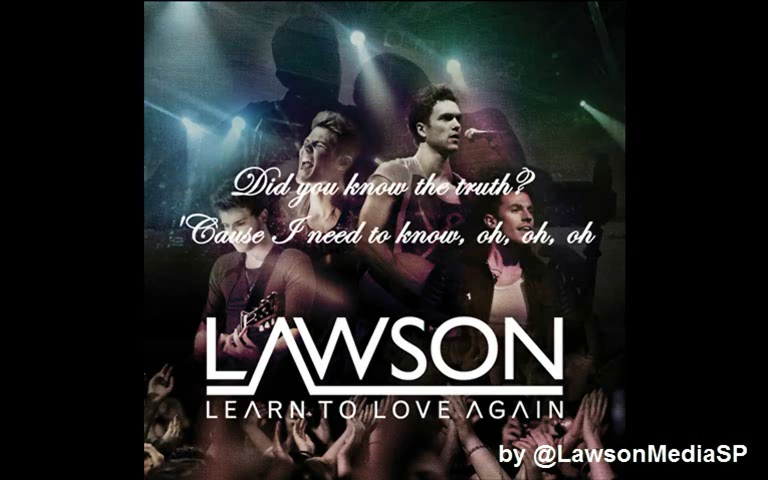 Did you know the truth?
'Cause I need to know, oh, oh, oh
LAWSON
LEARN TO LOVE AGAIN
by @LawsonMediaSP